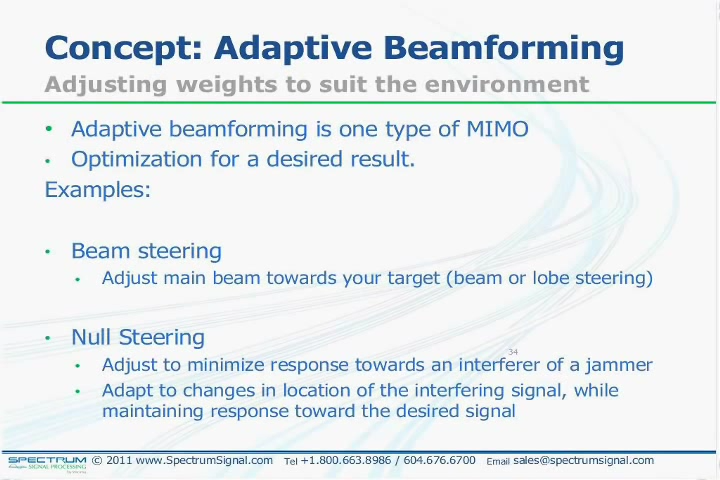 Concept: Adaptive Beamforming
Adjusting weights to suit the environment
• Adaptive beamforming is one type of MIMO
• Optimization for a desired result.
Examples:
• Beam steering
• Adjust main beam towards your target (beam or lobe steering)
• Null Steering
34
• Adjust to minimize response towards an interferer of a jammer
• Adapt to changes in location of the interfering signal, while
maintaining response toward the desired signal
SPECTRUM
SIGNAL PROCESSING
© 2011 www.SpectrumSignal.com Tel +1.800.663.8986 / 604.676.6700 Email sales@spectrumsignal.com